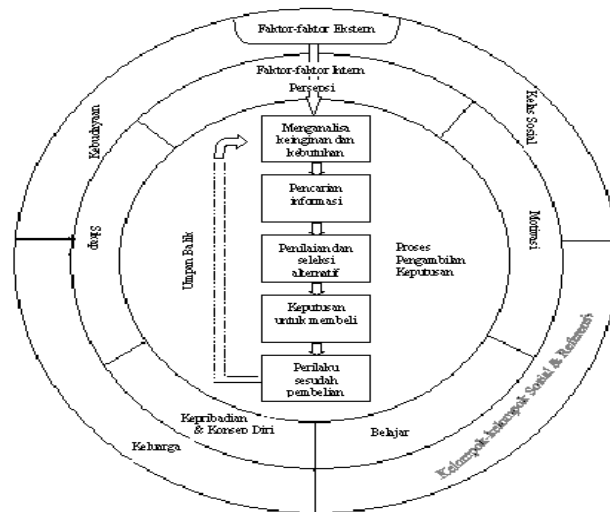 Faktor-faktor Ekstern
Faktor-faktor Intern
Persepsi
Kebudayaan
Kelas Sosial
Menganalisa
keinginan dan
kebutuhan
Pencarian
informasi
Sikap
Umpan Balik
Penilaian dan
seleksi
alternatif
Proses
Pengambilan
Keputusan
Motivasi
Keputusan
untuk membeli
Perilaku
sesudah
pembelian
Kepribadian
& Konsep Diri
Belajar
Keluarga
Kelompok-kelompok Sosial & Referensi